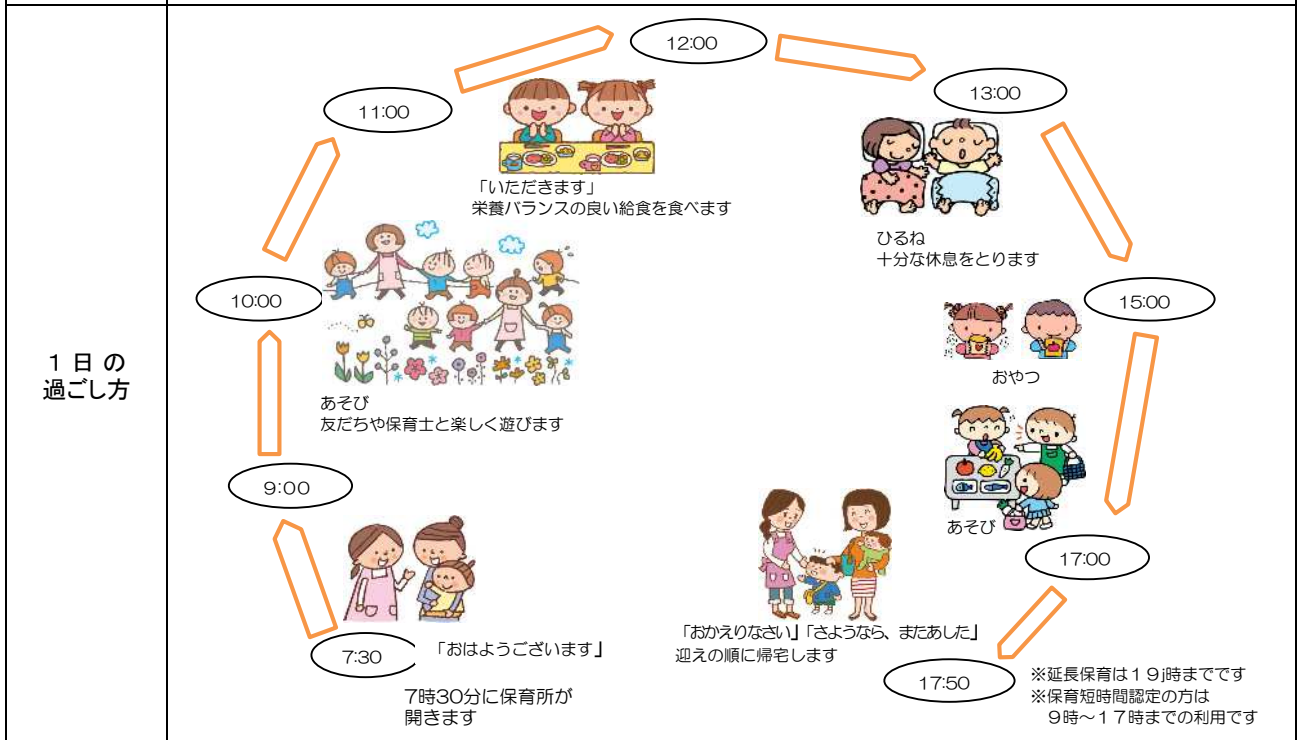 1日の
過ごし方
7:30
「おはようございます」
7時30分に保育所が
開きます
9:00
10:00
あそび
友だちや保育士と楽しく遊びます
11:00
「いただきます」
栄養バランスの良い給食を食べます
12:00
13:00
ひるね
十分な休息をとります
15:00
おやつ
あそび
17:00
「おかえりなさい」「さようなら、またあした」
迎えの順に帰宅します
17:50
※延長保育は19j時までです
※保育短時間認定の方は
9時～17時までの利用です